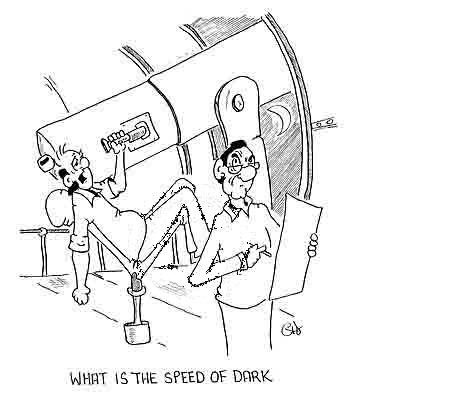 WHAT IS THE SPEED OF DARK